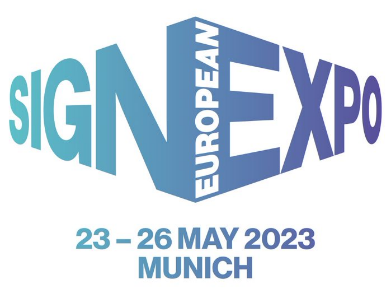 EUROPEAN
SIGN EXPO
23 – 26 MAY 2023
MUNICH